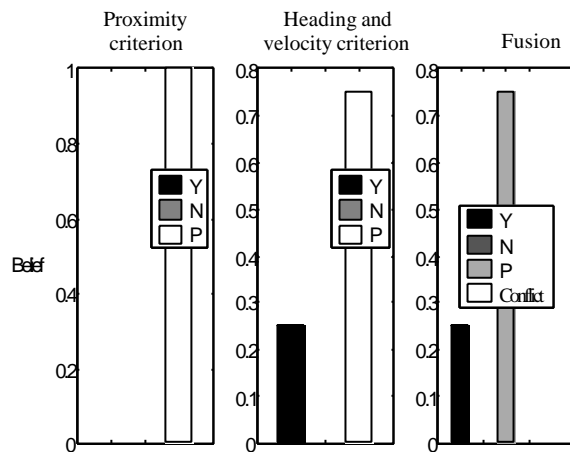 Proximity
criterion
Heading and
velocity criterion
Fusion
Belief
1
0.8
0.6
0.4
0.2
0
Y
N
P
0.8
0.7
0.6
0.5
0.4
0.3
0.2
0.1
0
Y
N
P
0.8
0.7
0.6
0.5
0.4
0.3
0.2
0.1
0
Y
N
P
Conflict